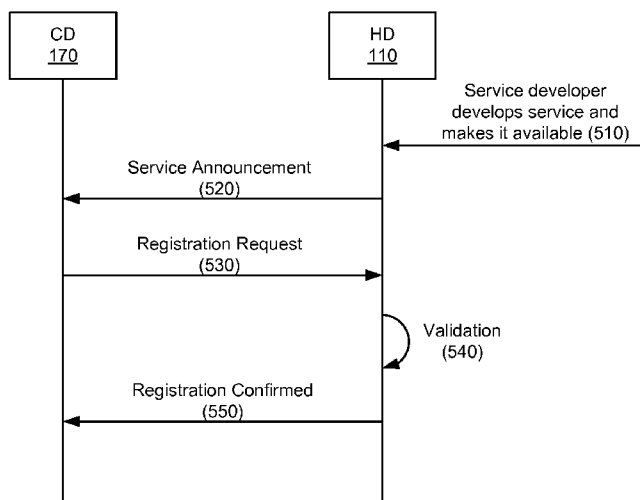 CD
170
HD
110
Service developer
develops service and
makes it available (510)
Service Announcement
(520)
Registration Request
(530)
Validation
(540)
Registration Confirmed
(550)